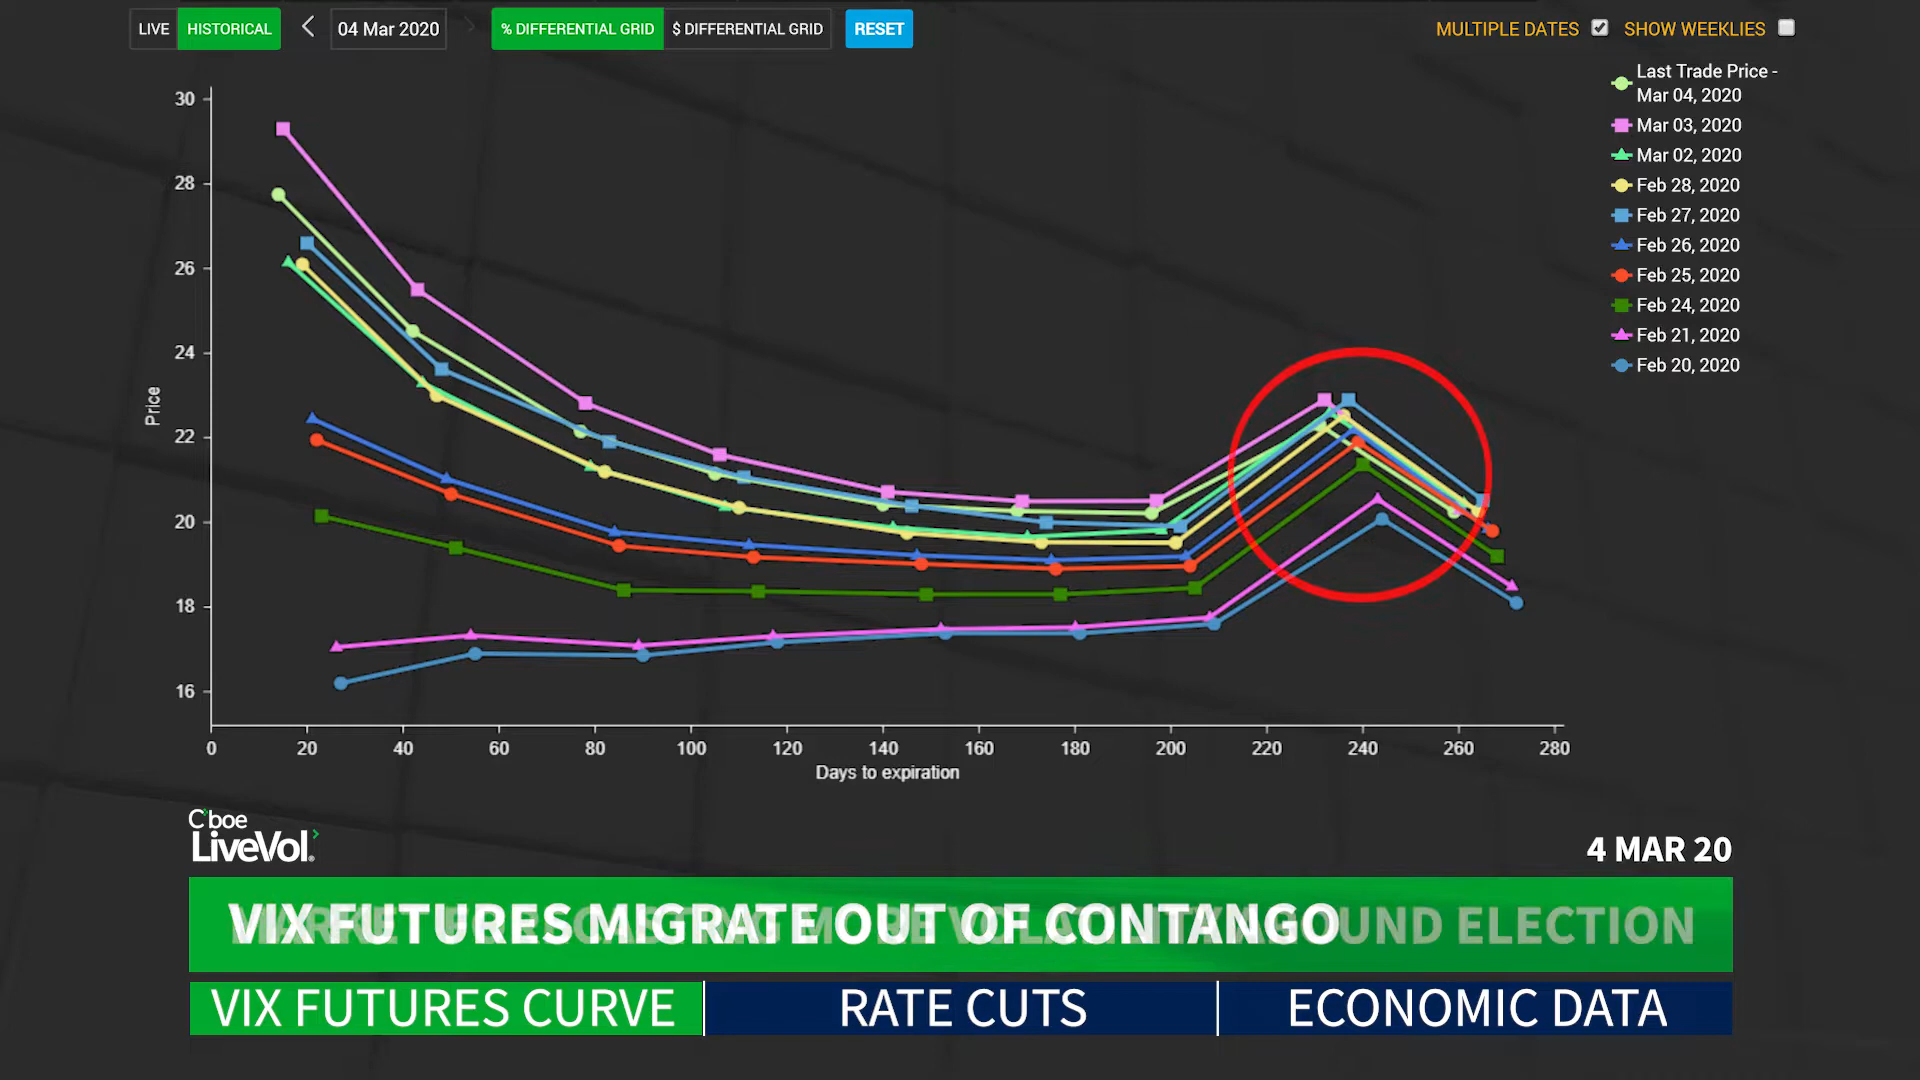 LIVE HISTORICAL 04 Mar 2020 % DIFFERENTIAL GRID $ DIFFERENTIAL GRID RESET MULTIPLE DATES SHOW WEEKLIES
Last Trade Price -
Mar 04, 2020
Mar 03, 2020
Mar 02, 2020
Feb 28, 2020
Feb 27, 2020
Feb 26, 2020
Feb 25, 2020
Feb 24, 2020
Feb 21, 2020
Feb 20, 2020
30
28
26
24
22
20
18
16
Price
0 20 40 60 80 100 120 140 160 180 200 220 240 260 280
Days to expiration
Cboe
LiveVol
4 MAR 20
VIX FUTURES MIGRATE OUT OF CONTANGO
ELECTION
VIX FUTURES CURVE RATE CUTS ECONOMIC DATA